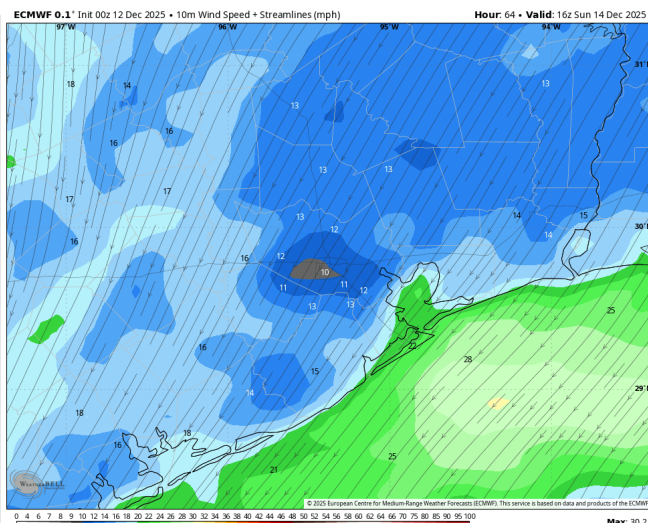 ECMWF 0.1° Init 00z 12 Dec 2025 • 10m Wind Speed + Streamlines (mph) Hour: 64 • Valid: 16z Sun 14 Dec 2025
97°W 96°W 95°W 94°W
31°
18 14 13 13
16 16
13 13
17
17
13 14 15
12 14 30°
16
16 12
10
11 11 12
13 13
25
22
16
28
15
14 29°
18
18
16
25
21
WEATHERBELL
© 2025 European Centre for Medium-Range Weather Forecasts (ECMWF). This service is based on data and products of the ECMWF
0 4 6 8 10 12 14 16 18 20 22 24 26 28 30 32 34 36 38 40 42 44 46 48 50 52 54 56 58 60 62 64 66 68 70 75 80 85 90 95 100
Max: 30.2